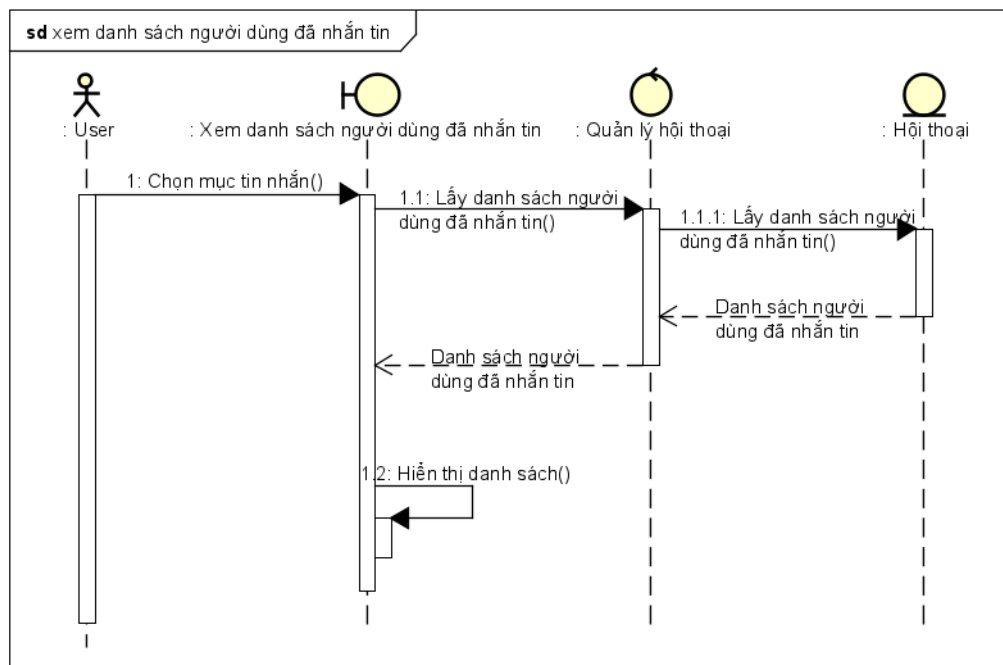 sd xem danh sách người dùng đã nhắn tin
: User
: Xem danh sách người dùng đã nhắn tin
: Quản lý hội thoại
: Hội thoại
1: Chọn mục tin nhắn()
1.1: Lấy danh sách người
dùng đã nhắn tin()
1.1.1: Lấy danh sách người
dùng đã nhắn tin()
Danh sách người
dùng đã nhắn tin
Danh sách người
dùng đã nhắn tin
1.2: Hiển thị danh sách()